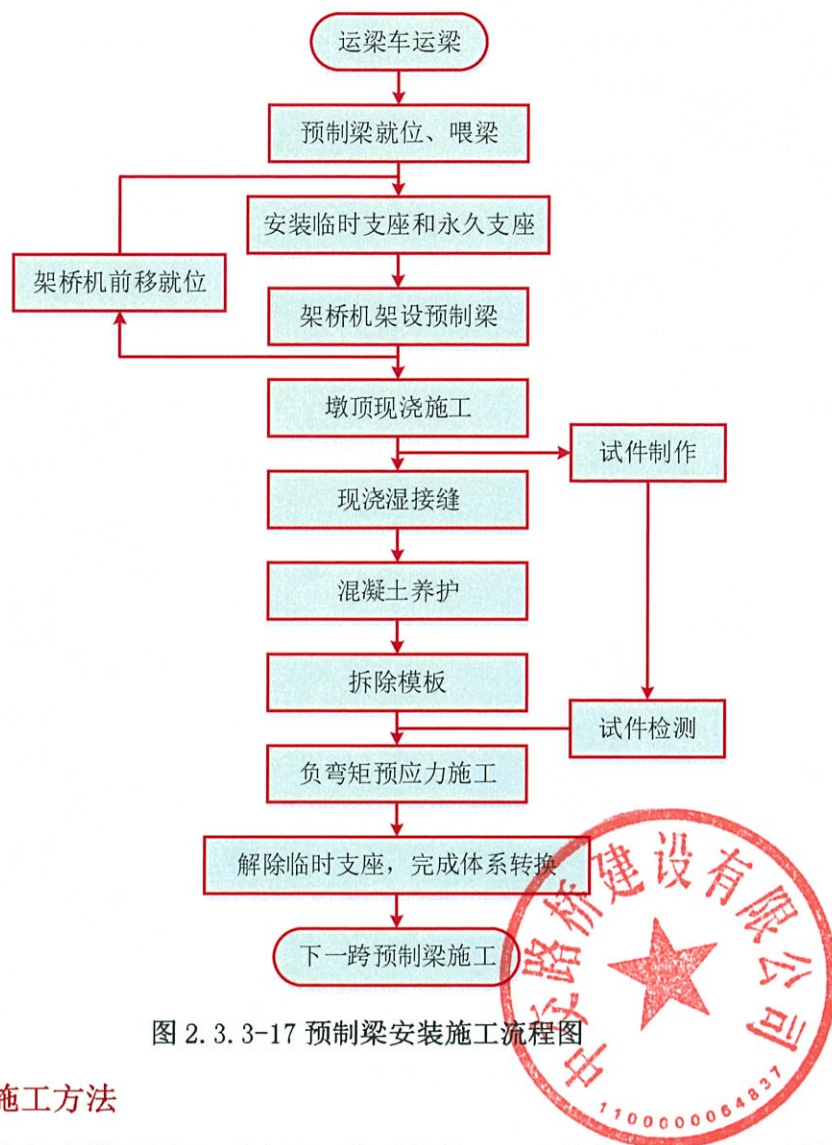 运梁车运梁
预制梁就位、喂梁
安装临时支座和永久支座
架桥机前移就位
架桥机架设预制梁
墩顶现浇施工
试件制作
现浇湿接缝
混凝土养护
拆除模板
试件检测
负弯矩预应力施工
解除临时支座，完成体系转换
下一跨预制梁施工
图 2.3.3-17 预制梁安装施工流程图
中交路桥建设有限公司
1100000064837
施工方法